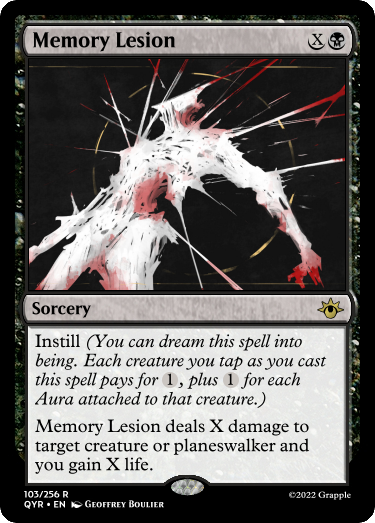 Memory Lesion X
Sorcery
Instill (You can dream this spell into
being. Each creature you tap as you cast
this spell pays for 1, plus 1 for each
Aura attached to that creature.)
Memory Lesion deals X damage to
target creature or planeswalker and
you gain X life.
103/256 R
QYR • EN Geoffrey Boulier
©2022 Grapple